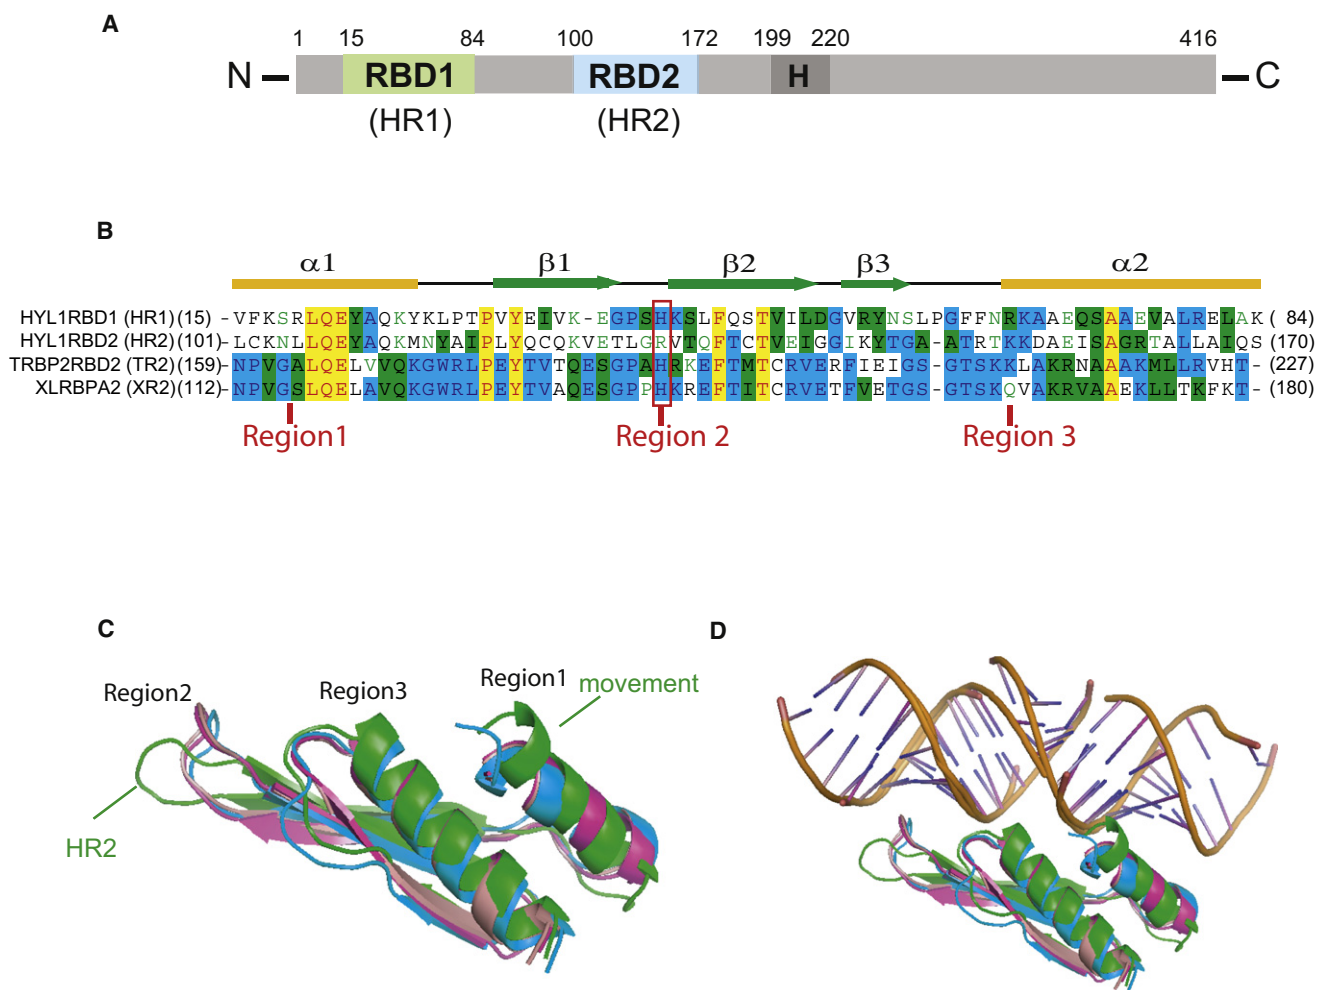 A
1 15 84 100 172 199 220 416
N RBD1 RBD2 H C
(HR1) (HR2)
B
α1 β1 β2 β3 α2
HYL1RBD1 (HR1)(15) -VFKSRLQEYAQKYKLPTPVYEIVK-EGPSHKSLFQSTVILDGVRYNSLPGFFNRKAAEQSAAEVALRELAK( 84)
HYL1RBD2 (HR2)(101)-LCKNLLQEYAQKMNYAIPLYQCQKVETLGRVTQFTCTVEIGGIKYTGA-ATRTKKDAEISAGRTALLAIQS(170)
TRBP2RBD2 (TR2)(159)-NPVGALQELVVQKGWRLPEYTVTQESGPAHRKEFTMTCRVERFIEIGS-GTSKKLAKRNAAAKMLLRVHT-(227)
XLRBPA2 (XR2)(112)-NPVGSLQELAVQKGWRLPEYTVAQESGPPHKREFTITCRVETFVETGS-GTSKQVAKRVAAEKLLTKFKT-(180)
Region1 Region 2 Region 3
C
Region2 Region3 Region1 movement
HR2
D